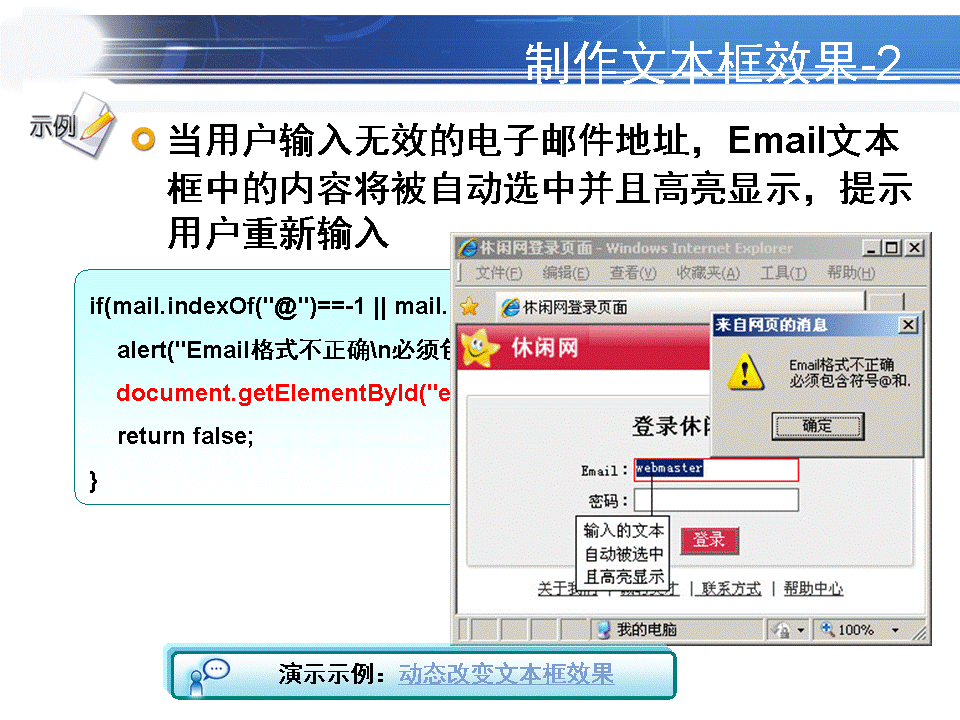 制作文本框效果-2
示例
当用户输入无效的电子邮件地址，Email文本
框中的内容将被自动选中并且高亮显示，提示
用户重新输入
if(mail.indexOf("@")==-1 || mail.
alert("Email格式不正确\n必须包
document.getElementById("e
return false;
}
休闲网登录页面 - Windows Internet Explorer
文件(F) 编辑(E) 查看(V) 收藏夹(A) 工具(T) 帮助(H)
休闲网登录页面
休闲网
来自网页的消息
Email格式不正确
必须包含符号@和.
确定
登录休闲
Email：webmaster
密码：
登录
输入的文本
自动被选中
且高亮显示
关于我们 | | 联系方式 | 帮助中心
我的电脑
100%
演示示例：动态改变文本框效果